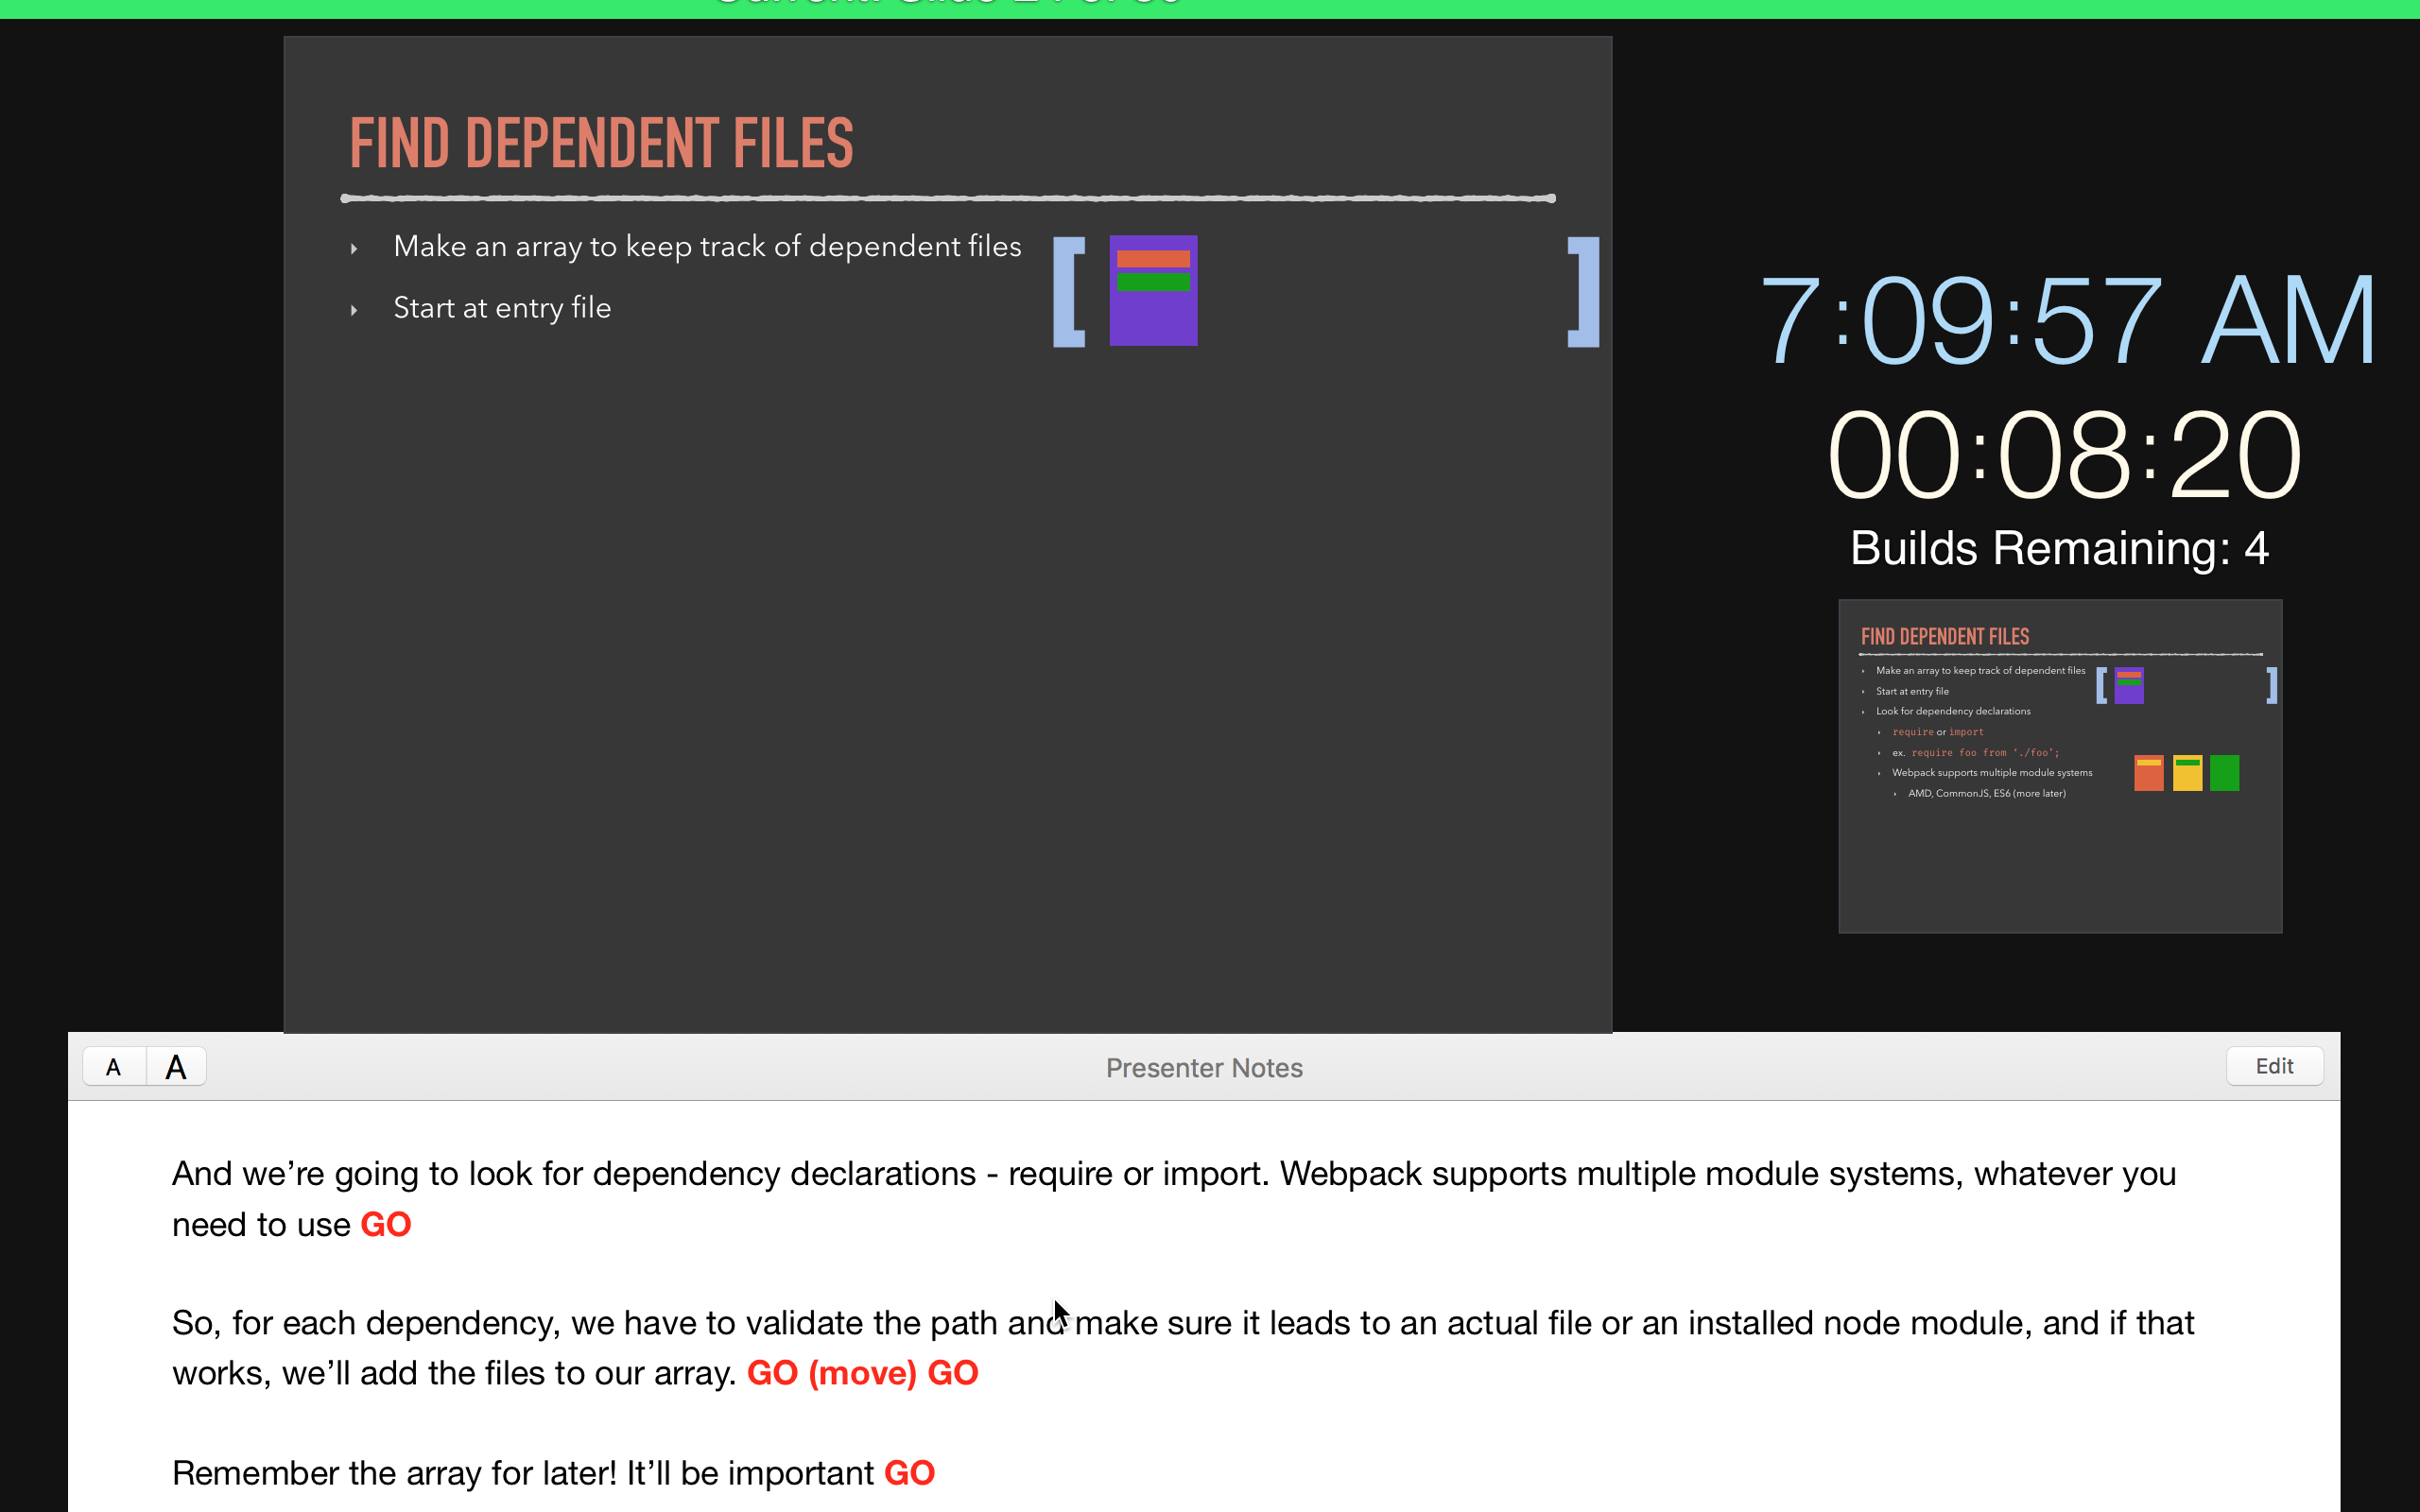 FIND DEPENDENT FILES
Make an array to keep track of dependent files
[ ]
Start at entry file
7:09:57 AM
00:08:20
Builds Remaining: 4
FIND DEPENDENT FILES
Make an array to keep track of dependent files
[ ]
Start at entry file
Look for dependency declarations
require or import
ex. require foo from ‘./foo’;
Webpack supports multiple module systems
AMD, CommonJS, ES6 (more later)
A A
Presenter Notes
Edit
And we’re going to look for dependency declarations - require or import. Webpack supports multiple module systems, whatever you
need to use GO
So, for each dependency, we have to validate the path and make sure it leads to an actual file or an installed node module, and if that
works, we’ll add the files to our array. GO (move) GO
Remember the array for later! It’ll be important GO